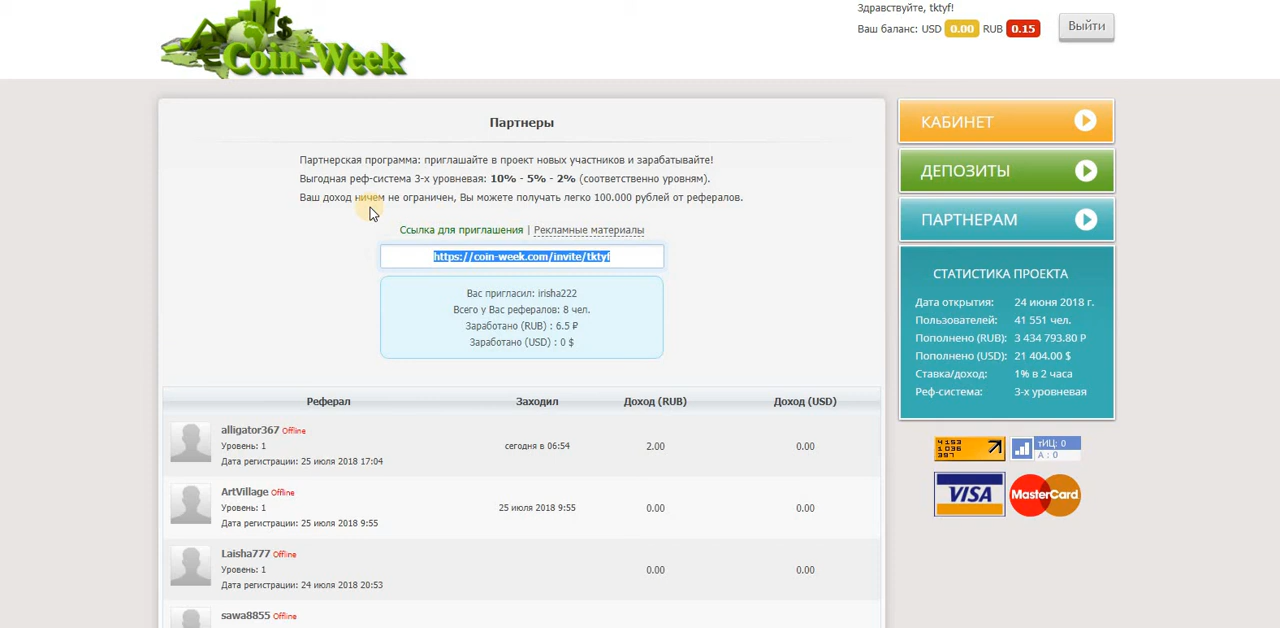 Coin-Week
Здравствуйте, tktyf!
Ваш баланс: USD 0.00 RUB 0.15
Выйти
Партнеры
Партнерская программа: приглашайте в проект новых участников и зарабатывайте!
Выгодная реф-система 3-х уровневая: 10% - 5% - 2% (соответственно уровням).
Ваш доход ничем не ограничен, Вы можете получать легко 100.000 рублей от рефералов.
Ссылка для приглашения | Рекламные материалы
https://coin-week.com/invite/tktyf
Вас пригласил: irisha222
Всего у Вас рефералов: 8 чел.
Заработано (RUB) : 6.5 ₽
Заработано (USD) : 0 $
Реферал Заходил Доход (RUB) Доход (USD)
alligator367 Offline
Уровень: 1 сегодня в 06:54 2.00 0.00
Дата регистрации: 25 июля 2018 17:04
ArtVillage Offline
Уровень: 1 25 июля 2018 9:55 0.00 0.00
Дата регистрации: 25 июля 2018 9:55
Laisha777 Offline
Уровень: 1 0.00 0.00
Дата регистрации: 24 июля 2018 20:53
sawa8855 Offline
КАБИНЕТ
ДЕПОЗИТЫ
ПАРТНЕРАМ
СТАТИСТИКА ПРОЕКТА
Дата открытия: 24 июня 2018 г.
Пользователей: 41 551 чел.
Пополнено (RUB): 3 434 793.80 Р
Пополнено (USD): 21 404.00 $
Ставка/доход: 1% в 2 часа
Реф-система: 3-х уровневая
4153
1036
397
тИЦ: 0
А : 0
VISA
MasterCard